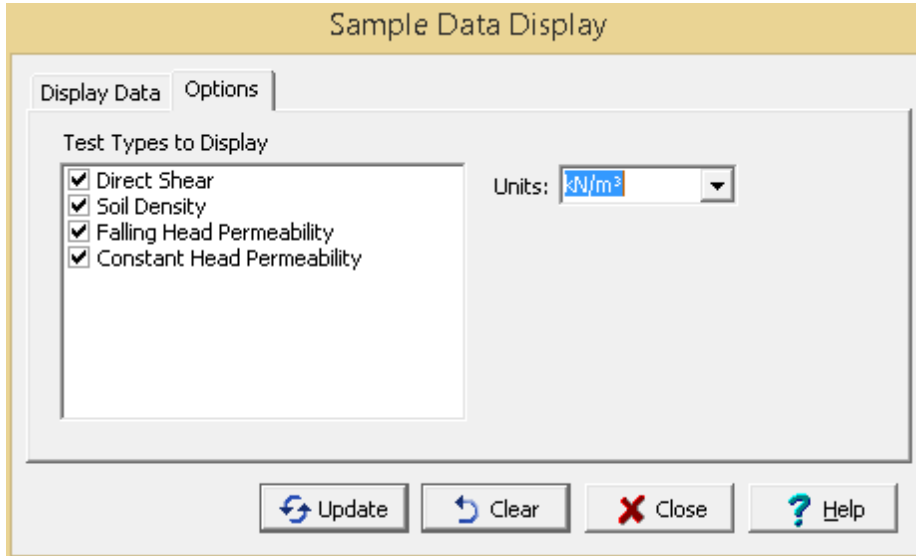 Sample Data Display
Display Data Options
Test Types to Display
Direct Shear
Soil Density
Falling Head Permeability
Constant Head Permeability
Units: kN/m³
Update Clear Close Help